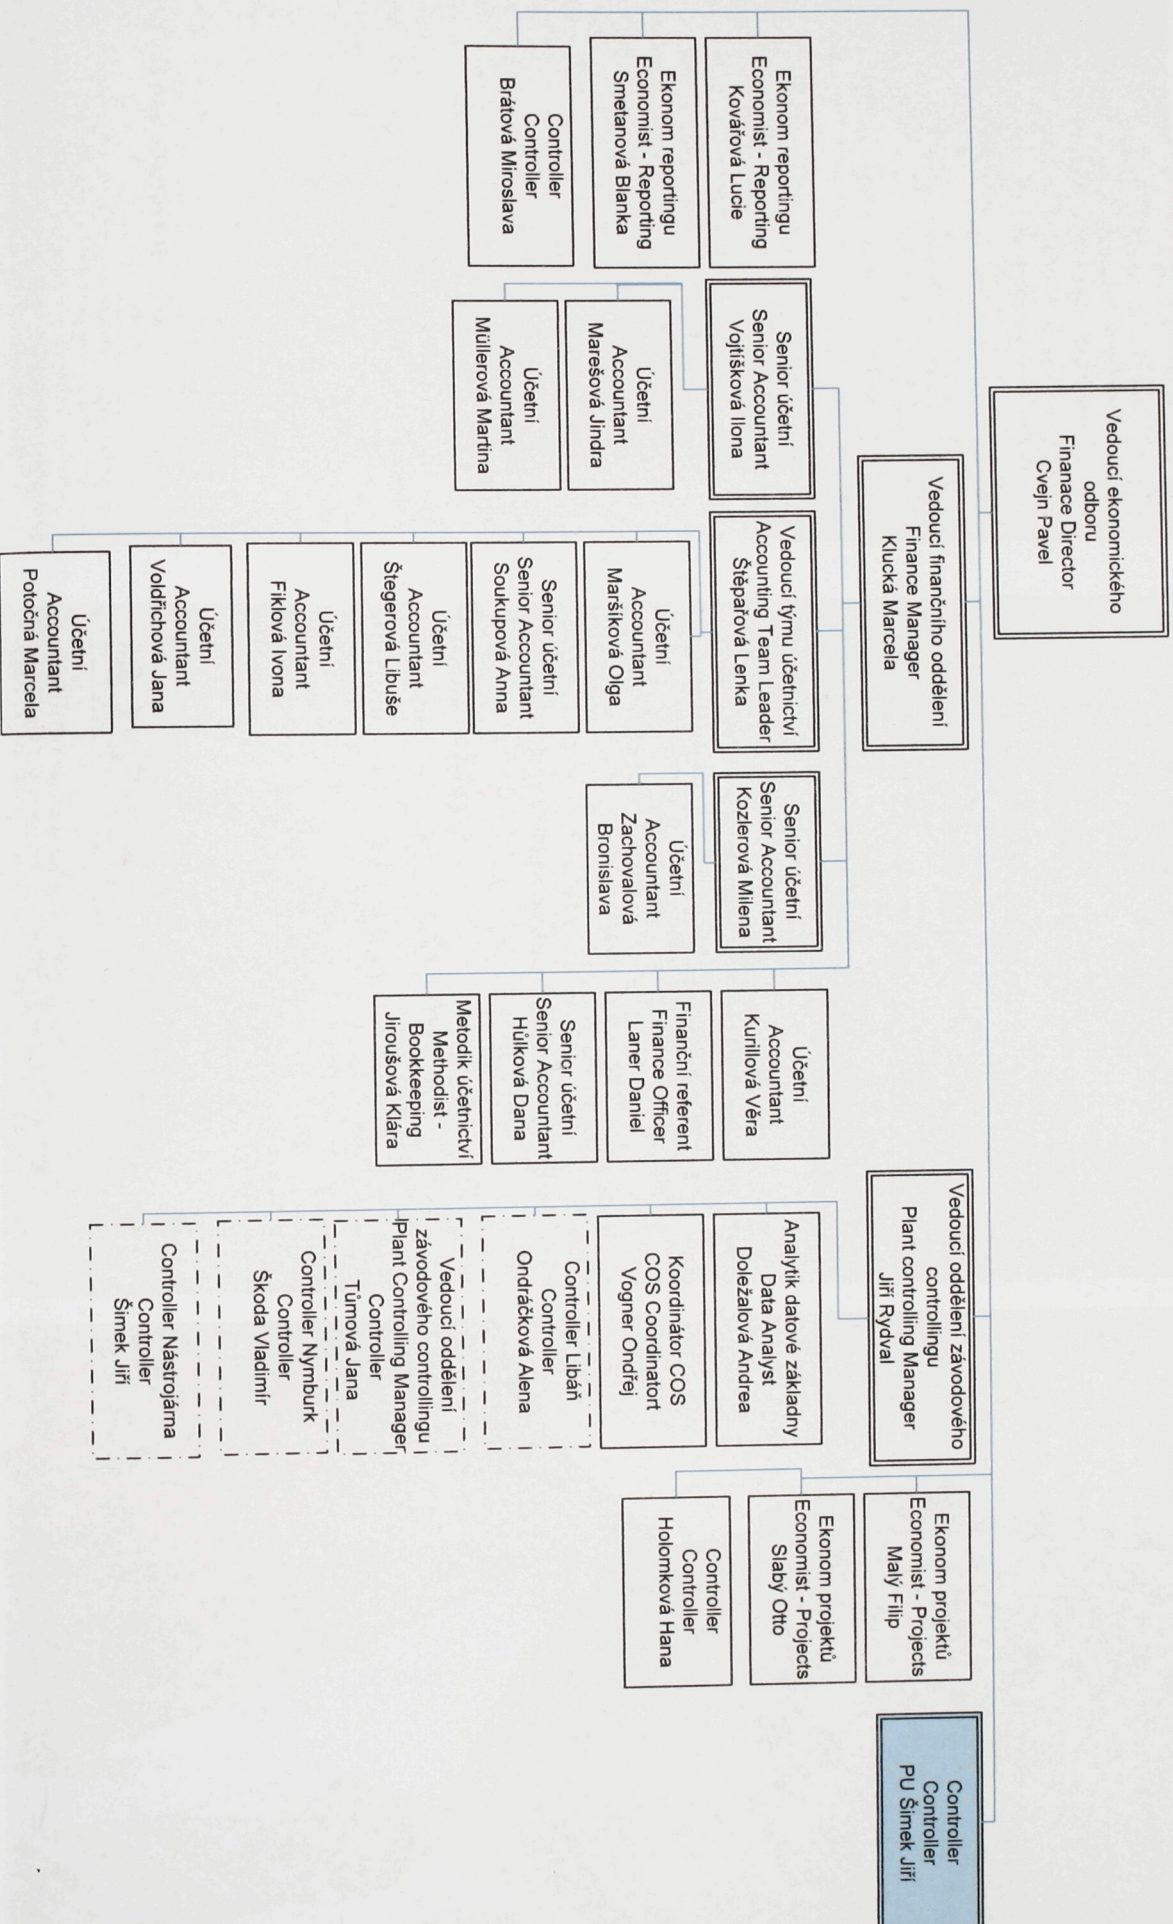 Vedoucí ekonomického
odboru
Finanace Director
Cvejn Pavel
Ekonom reportingu
Economist - Reporting
Kovářová Lucie
Ekonom reportingu
Economist - Reporting
Smetanová Blanka
Controller
Controller
Brátová Miroslava
Vedoucí finančního oddělení
Finance Manager
Klucká Marcela
Senior účetní
Senior Accountant
Vojtíšková Ilona
Účetní
Accountant
Marešová Jindra
Účetní
Accountant
Müllerová Martina
Vedoucí týmu účetnictví
Accounting Team Leader
Štěpařová Lenka
Účetní
Accountant
Maršíková Olga
Senior účetní
Senior Accountant
Soukupová Anna
Účetní
Accountant
Štegerová Libuše
Účetní
Accountant
Fiklová Ivona
Účetní
Accountant
Voldřichová Jana
Účetní
Accountant
Potočná Marcela
Senior účetní
Senior Accountant
Kozlerová Milena
Účetní
Accountant
Zachovalová
Bronislava
Účetní
Accountant
Kurillová Věra
Finanční referent
Finance Officer
Laner Daniel
Senicr účetní
Senior Accountant
Hůlková Dana
Metodik účetnictví
Methodist -
Bookkeeping
Jiroušová Klára
Vedoucí oddělení závodového
controllingu
Plant controlling Manager
Jiří Rydval
Analytik datové základny
Data Analyst
Doležalová Andrea
Koordinátor COS
COS Coordinatort
Vogner Ondřej
Controller Libáň
Controller
Ondráčková Alena
Vedoucí oddělení
závodového controllingu
Plant Controlling Manager
Controller
Tůmová Jana
Controller Nymburk
Controller
Škoda Vladimír
Controller Nástrojárna
Controller
Šimek Jiří
Ekonom projektů
Economist - Projects
Malý Filip
Ekonom projektů
Economist - Projects
Slabý Otto
Controller
Controller
Holomková Hana
Controller
Controller
PU Šimek Jiří